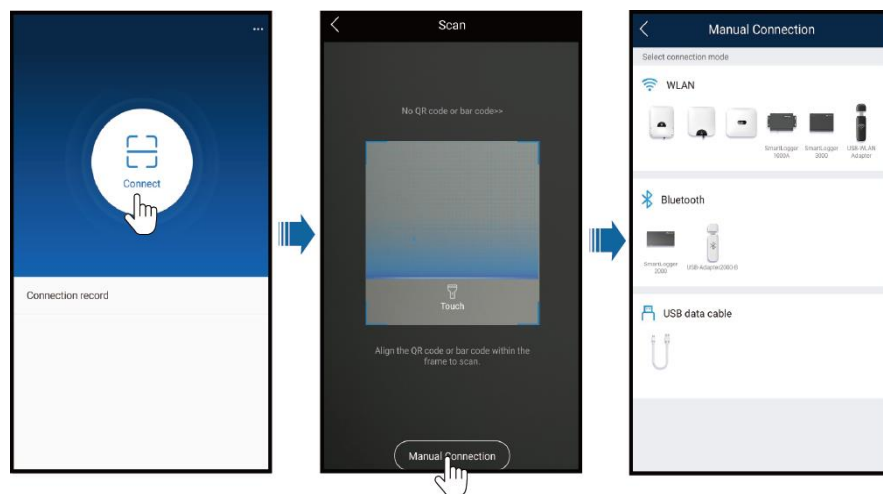 ...
Connect
Connection record
Scan
No QR code or bar code>>
Touch
Align the QR code or bar code within the
frame to scan.
Manual Connection
Manual Connection
Select connection mode
WLAN
SmartLogger
1000A
SmartLogger
3000
USB-WLAN
Adapter
Bluetooth
SmartLogger
2000
USB-Adapter2000-B
USB data cable